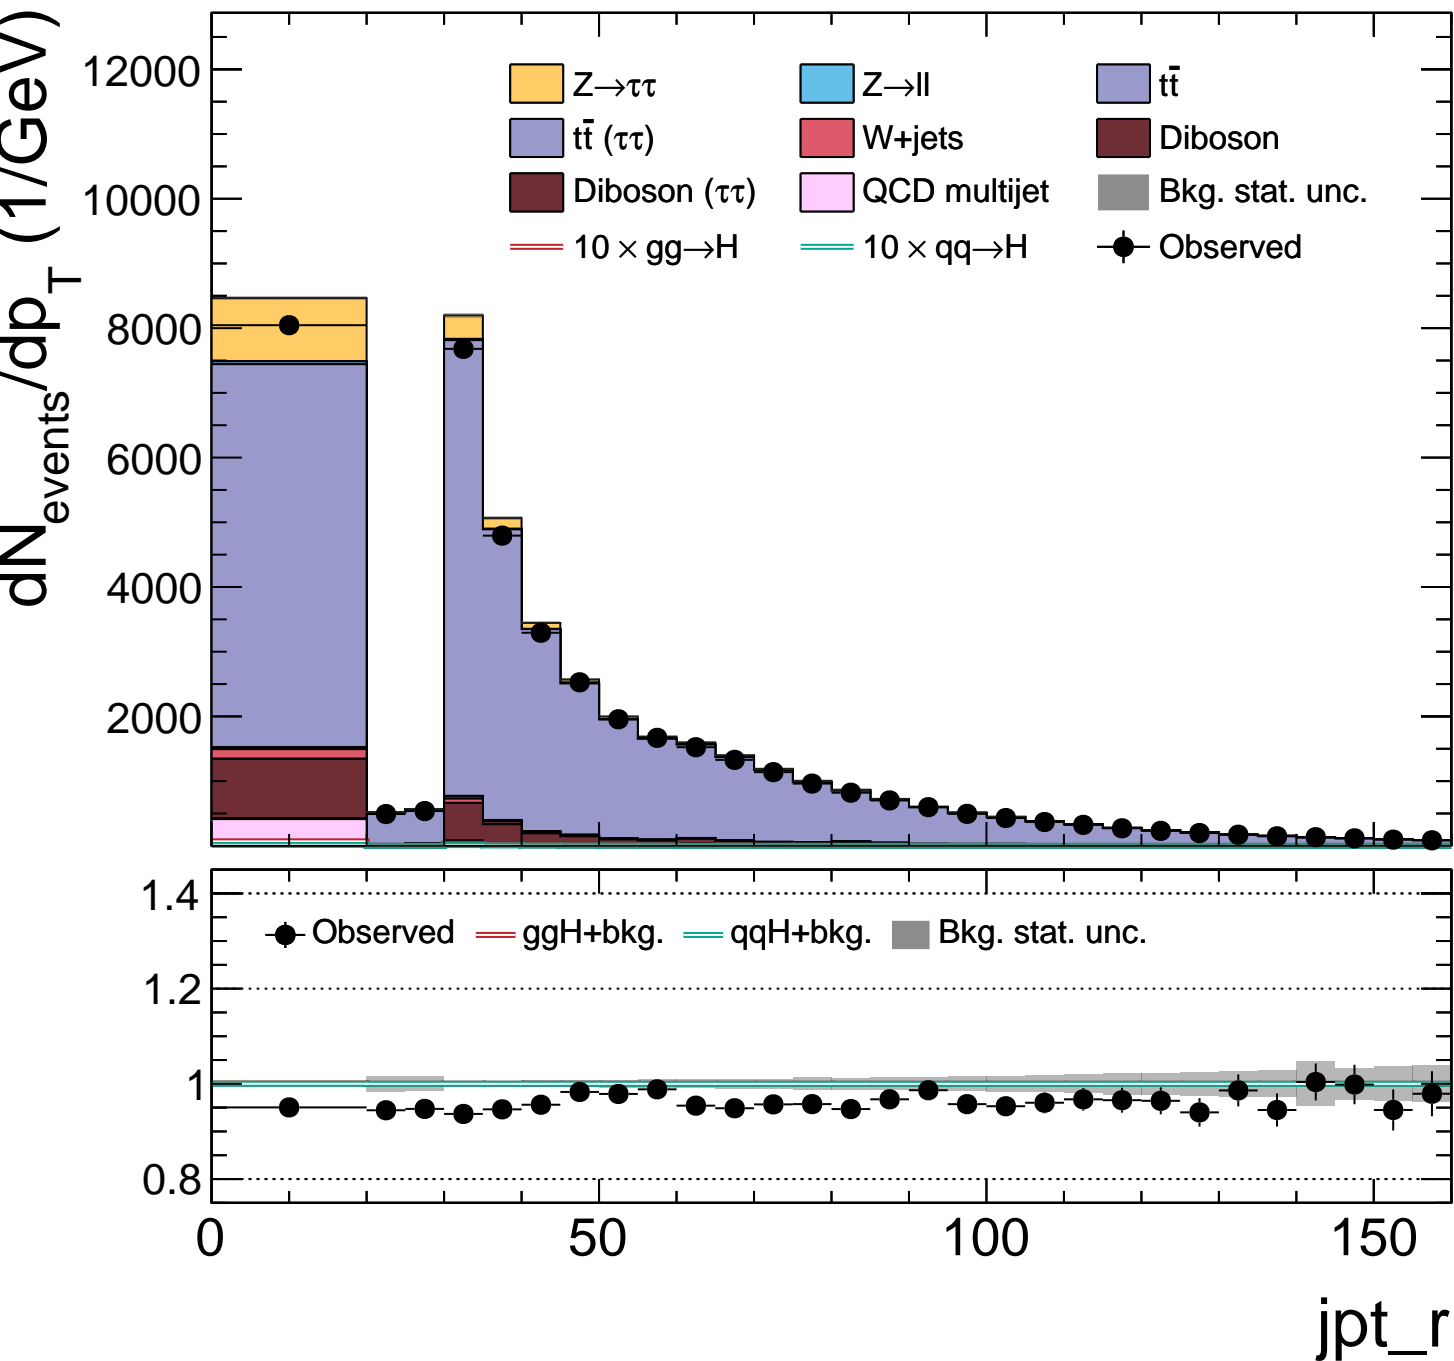 dN_events/dp_T (1/GeV)
12000
10000
8000
6000
4000
2000
Z→ττ
Z→ll
tt̄
tt̄ (ττ)
W+jets
Diboson
Diboson (ττ)
QCD multijet
Bkg. stat. unc.
10 × gg→H
10 × qq→H
Observed
1.4
1.2
1
0.8
Observed
ggH+bkg.
qqH+bkg.
Bkg. stat. unc.
0
50
100
150
jpt_r